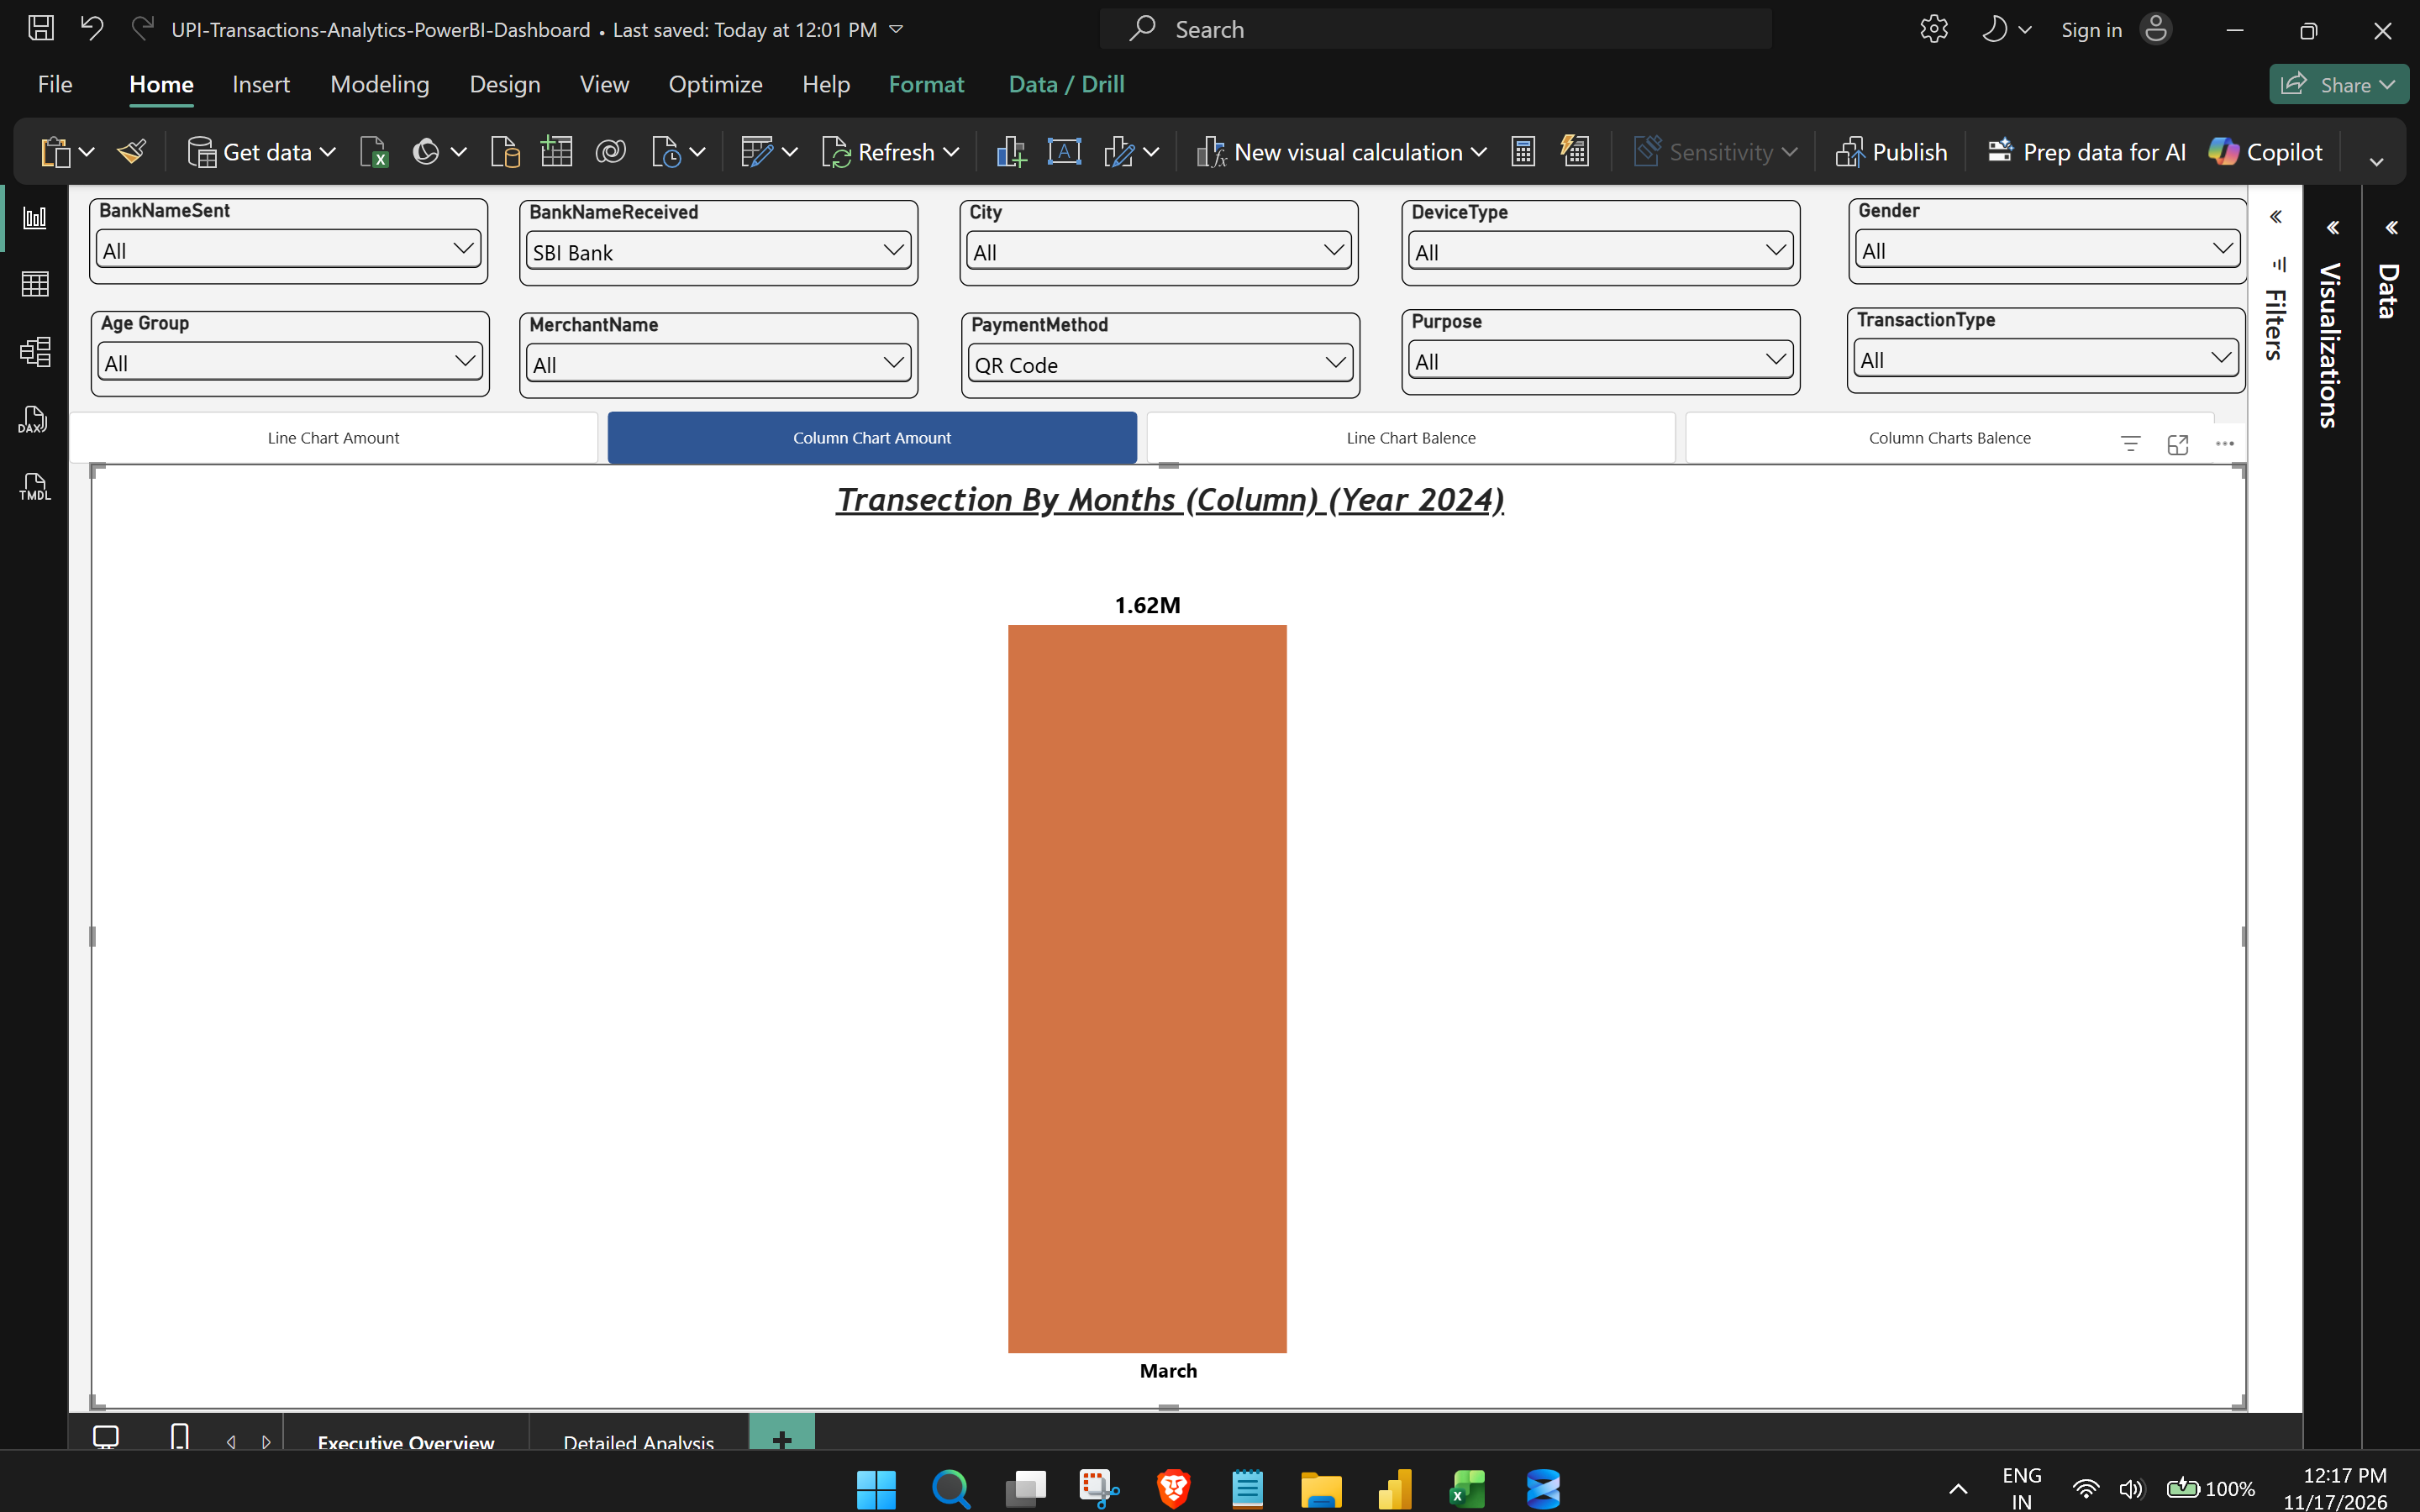 UPI-Transactions-Analytics-PowerBI-Dashboard • Last saved: Today at 12:01 PM
Search
Sign in
File Home Insert Modeling Design View Optimize Help Format Data / Drill
Share
Get data
Refresh
New visual calculation
Sensitivity
Publish
Prep data for AI
Copilot
DAX
TMDL
BankNameSent
All
BankNameReceived
SBI Bank
City
All
DeviceType
All
Gender
All
Age Group
All
MerchantName
All
PaymentMethod
QR Code
Purpose
All
TransactionType
All
Filters
Visualizations
Data
Line Chart Amount
Column Chart Amount
Line Chart Balence
Column Charts Balence
Transection By Months (Column) (Year 2024)
1.62M
March
Executive Overview
Detailed Analysis
ENG
IN
100%
12:17 PM
11/17/2026